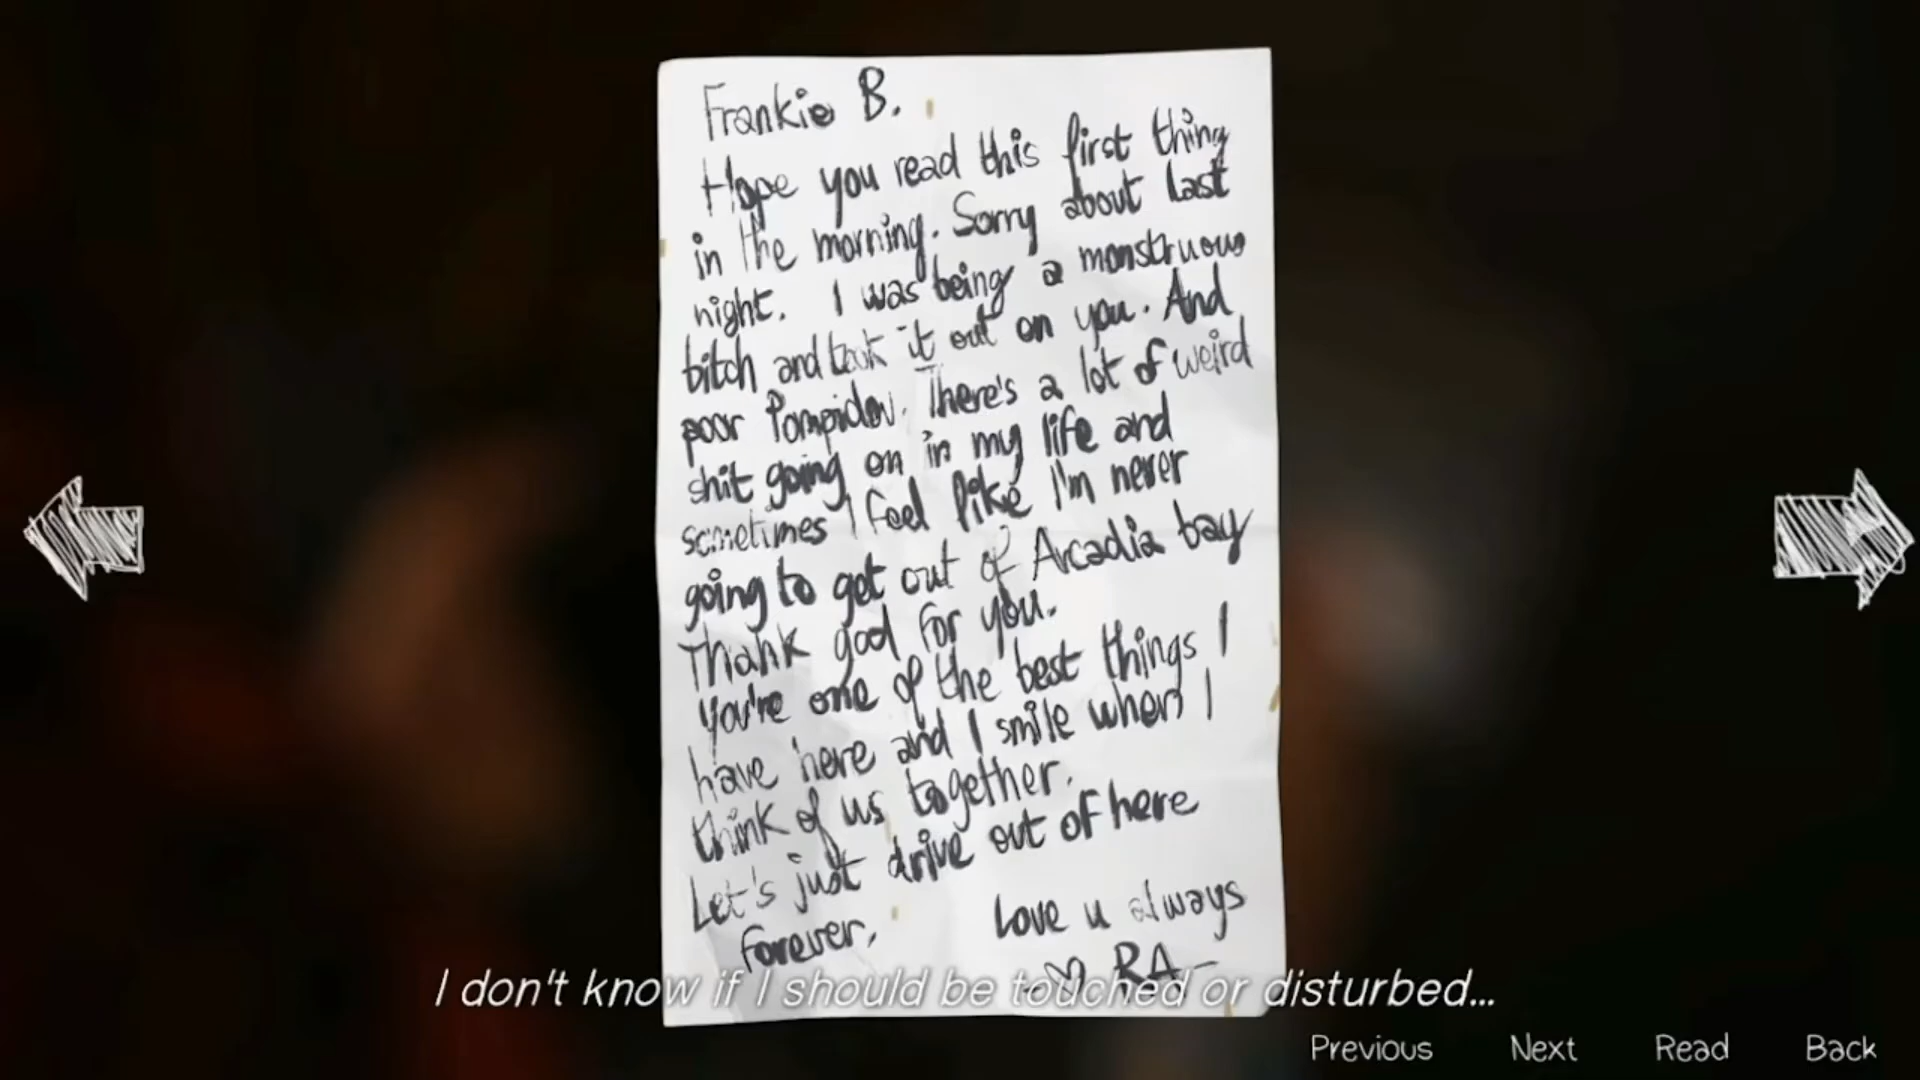 Frankie B.
Hope you read this first thing
in the morning. Sorry about last
night. I was being a monstruous
bitch and took it out on you. And
poor Pompidou. There's a lot of weird
shit going on in my life and
sometimes I feel like I'm never
going to get out of Arcadia bay
Thank god for you.
You're one of the best things I
have here and I smile when I
think of us together.
Let's just drive out of here
forever.
Love u always
-♡ RA-
I don't know if I should be touched or disturbed...
Previous Next Read Back